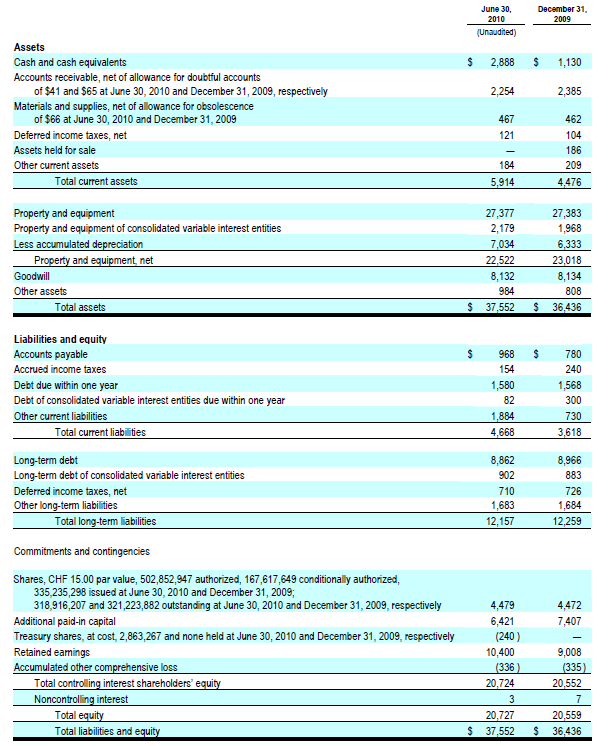 June 30, December 31,
2010 2009
(Unaudited)
Assets
Cash and cash equivalents $ 2,888 $ 1,130
Accounts receivable, net of allowance for doubtful accounts
of $41 and $65 at June 30, 2010 and December 31, 2009, respectively 2,254 2,385
Materials and supplies, net of allowance for obsolescence
of $66 at June 30, 2010 and December 31, 2009 467 462
Deferred income taxes, net 121 104
Assets held for sale — 186
Other current assets 184 209
Total current assets 5,914 4,476
Property and equipment 27,377 27,383
Property and equipment of consolidated variable interest entities 2,179 1,968
Less accumulated depreciation 7,034 6,333
Property and equipment, net 22,522 23,018
Goodwill 8,132 8,134
Other assets 984 808
Total assets $ 37,552 $ 36,436
Liabilities and equity
Accounts payable $ 968 $ 780
Accrued income taxes 154 240
Debt due within one year 1,580 1,568
Debt of consolidated variable interest entities due within one year 82 300
Other current liabilities 1,884 730
Total current liabilities 4,668 3,618
Long-term debt 8,862 8,966
Long-term debt of consolidated variable interest entities 902 883
Deferred income taxes, net 710 726
Other long-term liabilities 1,683 1,684
Total long-term liabilities 12,157 12,259
Commitments and contingencies
Shares, CHF 15.00 par value, 502,852,947 authorized, 167,617,649 conditionally authorized,
335,235,298 issued at June 30, 2010 and December 31, 2009;
318,916,207 and 321,223,882 outstanding at June 30, 2010 and December 31, 2009, respectively 4,479 4,472
Additional paid-in capital 6,421 7,407
Treasury shares, at cost, 2,863,267 and none held at June 30, 2010 and December 31, 2009, respectively (240) —
Retained earnings 10,400 9,008
Accumulated other comprehensive loss (336) (335)
Total controlling interest shareholders' equity 20,724 20,552
Noncontrolling interest 3 7
Total equity 20,727 20,559
Total liabilities and equity $ 37,552 $ 36,436